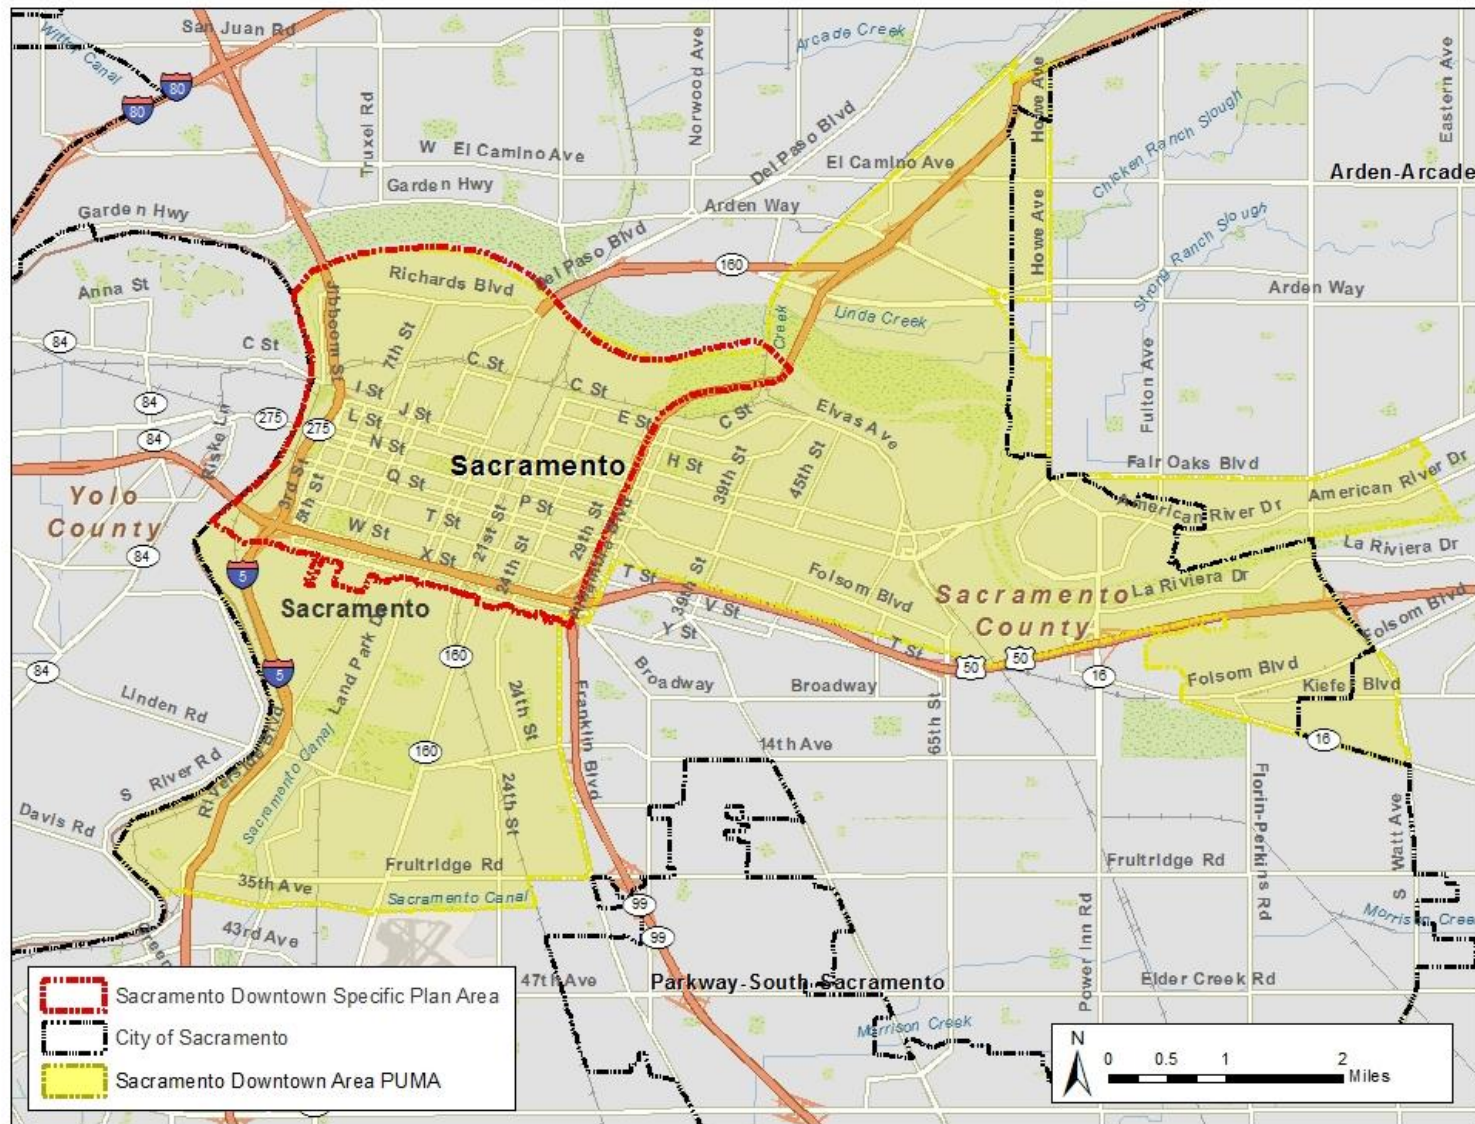 San Juan Rd
Witter Canal
80
80
Truxel Rd
Norwood Ave
Arcade Creek
Howe Ave
Eastern Ave
W El Camino Ave
Del Paso Blvd
El Camino Ave
Chicken Ranch Slough
Arden-Arcade
Garden Hwy
Garden Hwy
Arden Way
Howe Ave
Strong Ranch Slough
Del Paso Blvd
160
Anna St
Richards Blvd
Jibboom St
Arden Way
Creek
Linda Creek
84
C St
7th St
C St
C St
Fulton Ave
84
I St
J St
L St
E St
C St
Elvas Ave
275
275
84
Riske Ln
N St
H St
39th St
45th St
Sacramento
Fair Oaks Blvd
American River Dr
American River Dr
Yolo
County
3rd St
5th St
Q St
P St
T St
21st St
24th St
29th St
W St
X St
84
La Riviera Dr
La Riviera Dr
5
T St
39th St
V St
Y St
Folsom Blvd
T St
Sacramento
County
Folsom Blvd
Sacramento
Land Park Dr
160
50
50
16
Folsom Blvd
Kiefer Blvd
84
5
Broadway
Broadway
Linden Rd
24th St
Franklin Blvd
65th St
16
Sacramento Canal
160
14th Ave
S River Rd
Riverside Blvd
24th St
Florin-Perkins Rd
S Watt Ave
Davis Rd
Fruitridge Rd
Fruitridge Rd
35th Ave
Sacramento Canal
99
Power Inn Rd
Morrison Creek
43rd Ave
99
47th Ave
Parkway-South Sacramento
Elder Creek Rd
Morrison Creek
Sacramento Downtown Specific Plan Area
City of Sacramento
Sacramento Downtown Area PUMA
N
0 0.5 1 2
Miles